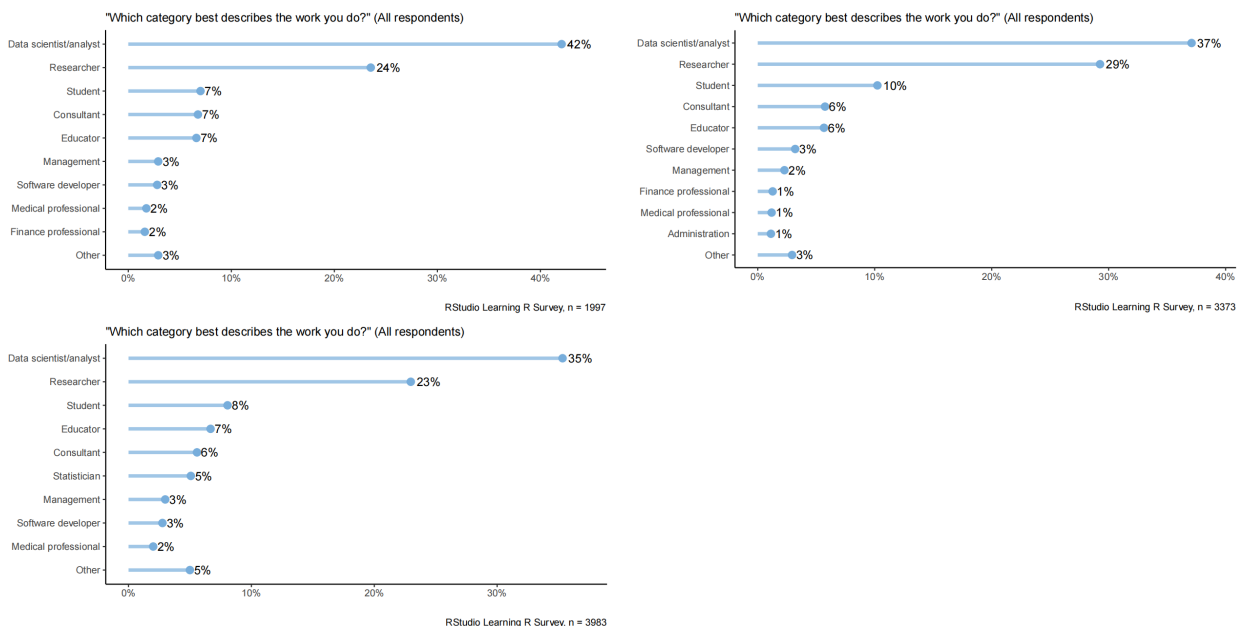 "Which category best describes the work you do?" (All respondents)
Data scientist/analyst 42%
Researcher 24%
Student 7%
Consultant 7%
Educator 7%
Management 3%
Software developer 3%
Medical professional 2%
Finance professional 2%
Other 3%
0% 10% 20% 30% 40%
RStudio Learning R Survey, n = 1997
"Which category best describes the work you do?" (All respondents)
Data scientist/analyst 37%
Researcher 29%
Student 10%
Consultant 6%
Educator 6%
Software developer 3%
Management 2%
Finance professional 1%
Medical professional 1%
Administration 1%
Other 3%
0% 10% 20% 30% 40%
RStudio Learning R Survey, n = 3373
"Which category best describes the work you do?" (All respondents)
Data scientist/analyst 35%
Researcher 23%
Student 8%
Educator 7%
Consultant 6%
Statistician 5%
Management 3%
Software developer 3%
Medical professional 2%
Other 5%
0% 10% 20% 30%
RStudio Learning R Survey, n = 3983